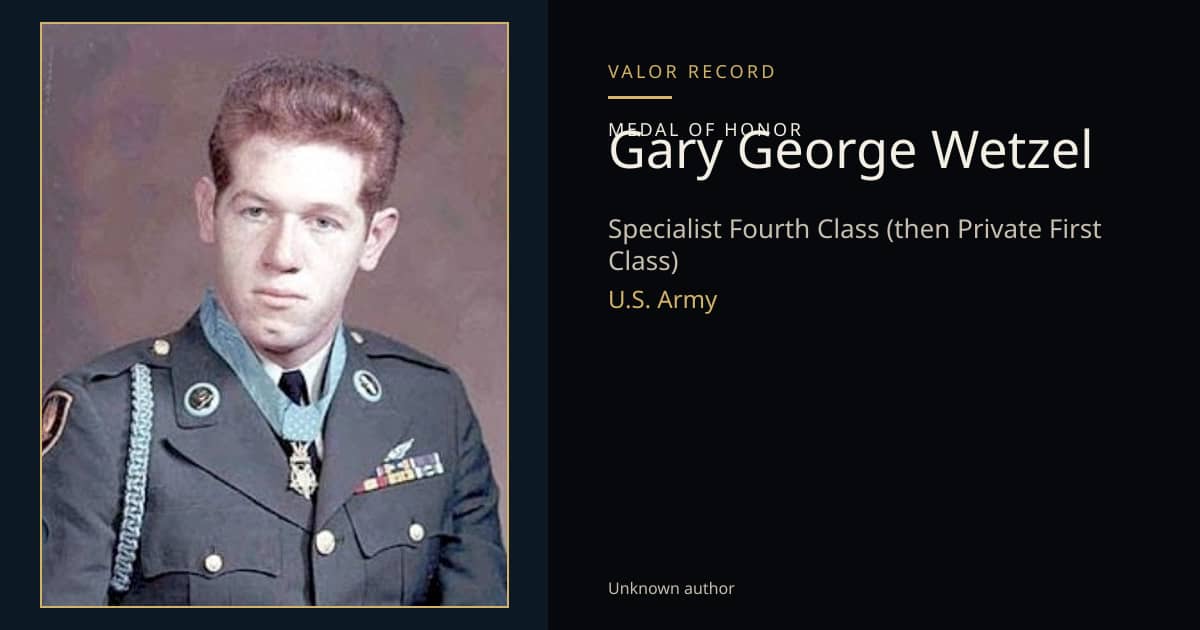 VALOR RECORD
MEDAL OF HONOR
Gary George Wetzel
Specialist Fourth Class (then Private First
Class)
U.S. Army
Unknown author